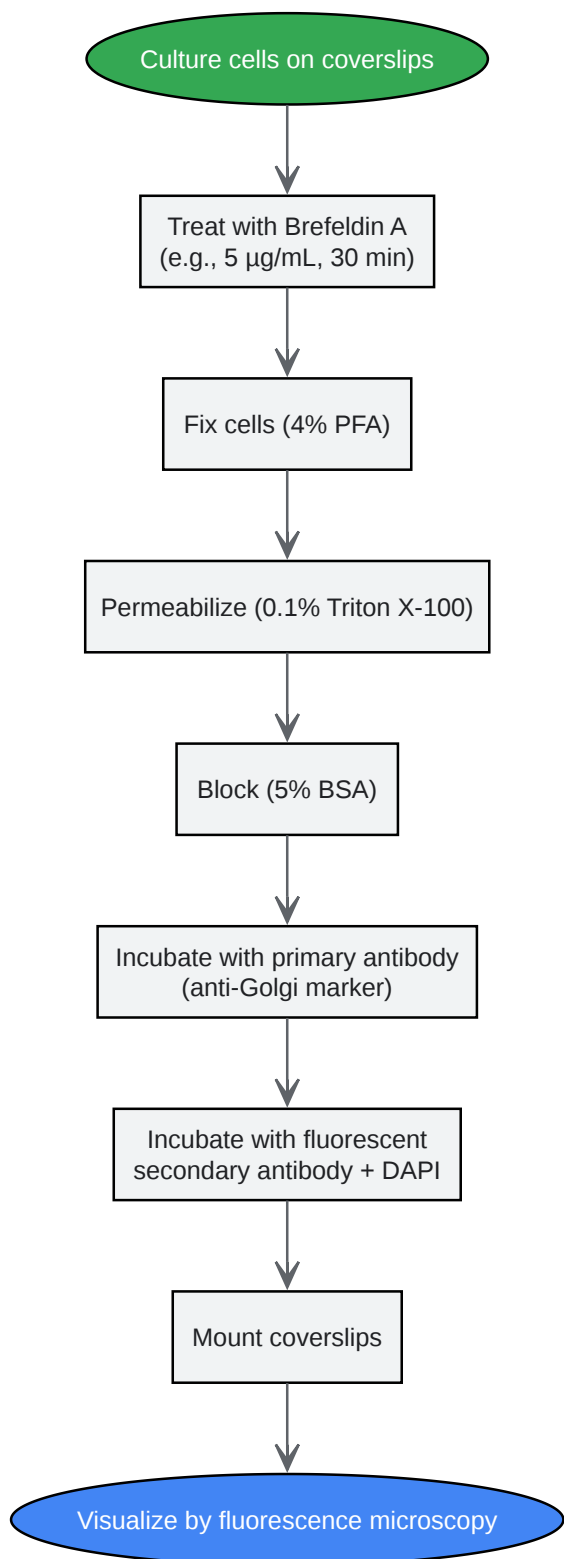 Culture cells on coverslips
Treat with Brefeldin A
(e.g., 5 µg/mL, 30 min)
Fix cells (4% PFA)
Permeabilize (0.1% Triton X-100)
Block (5% BSA)
Incubate with primary antibody
(anti-Golgi marker)
Incubate with fluorescent
secondary antibody + DAPI
Mount coverslips
Visualize by fluorescence microscopy